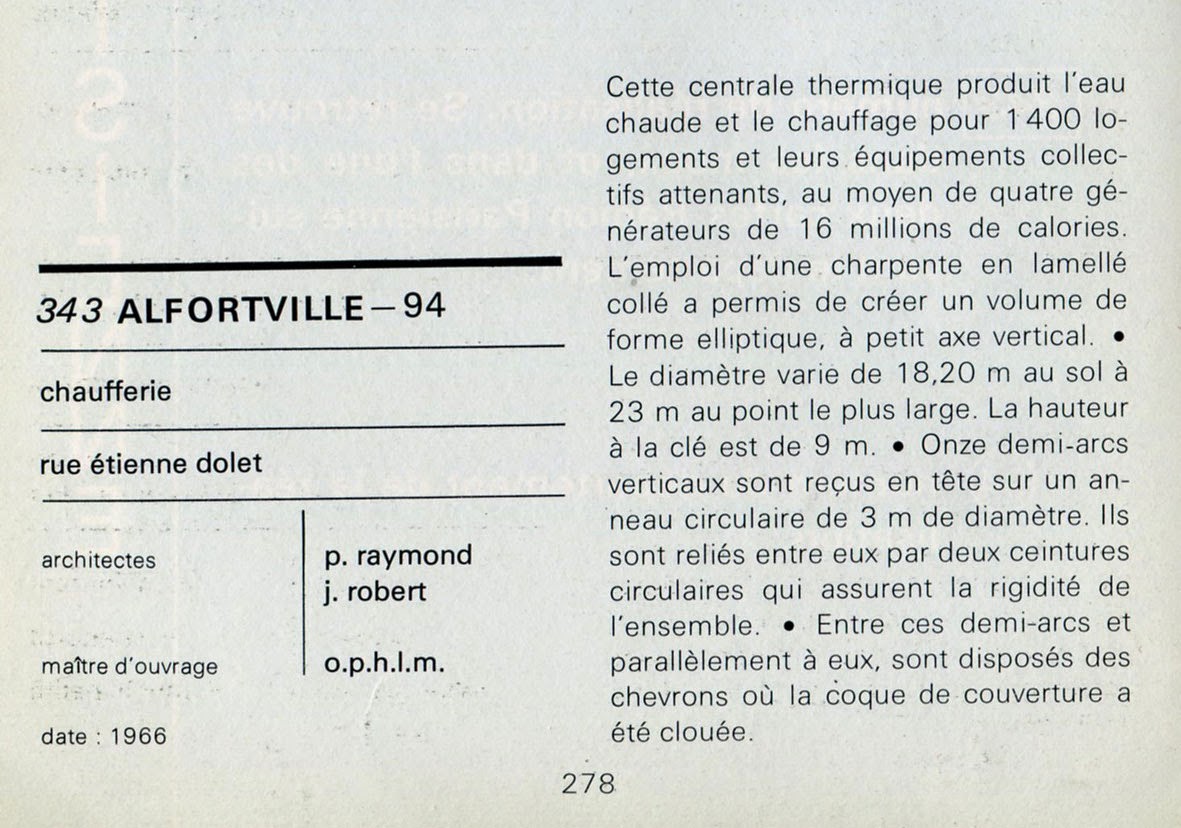 343 ALFORTVILLE – 94
chaufferie
rue étienne dolet
architectes
p. raymond
j. robert
maître d'ouvrage
o.p.h.l.m.
date : 1966
Cette centrale thermique produit l'eau
chaude et le chauffage pour 1 400 lo-
gements et leurs équipements collec-
tifs attenants, au moyen de quatre gé-
nérateurs de 16 millions de calories.
L'emploi d'une charpente en lamellé
collé a permis de créer un volume de
forme elliptique, à petit axe vertical. •
Le diamètre varie de 18,20 m au sol à
23 m au point le plus large. La hauteur
à la clé est de 9 m. • Onze demi-arcs
verticaux sont reçus en tête sur un an-
neau circulaire de 3 m de diamètre. Ils
sont reliés entre eux par deux ceintures
circulaires qui assurent la rigidité de
l'ensemble. • Entre ces demi-arcs et
parallèlement à eux, sont disposés des
chevrons où la coque de couverture a
été clouée.
278